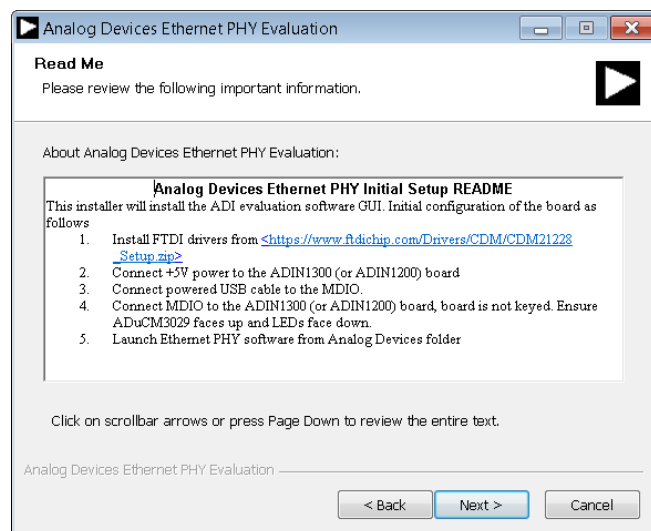 Analog Devices Ethernet PHY Evaluation
Read Me
Please review the following important information.
About Analog Devices Ethernet PHY Evaluation:
Analog Devices Ethernet PHY Initial Setup README
This installer will install the ADI evaluation software GUI. Initial configuration of the board as
follows
1. Install FTDI drivers from <https://www.ftdichip.com/Drivers/CDM/CDM21228
_Setup.zip>
2. Connect +5V power to the ADIN1300 (or ADIN1200) board
3. Connect powered USB cable to the MDIO.
4. Connect MDIO to the ADIN1300 (or ADIN1200) board, board is not keyed. Ensure
ADuCM3029 faces up and LEDs face down.
5. Launch Ethernet PHY software from Analog Devices folder
Click on scrollbar arrows or press Page Down to review the entire text.
Analog Devices Ethernet PHY Evaluation
< Back
Next >
Cancel